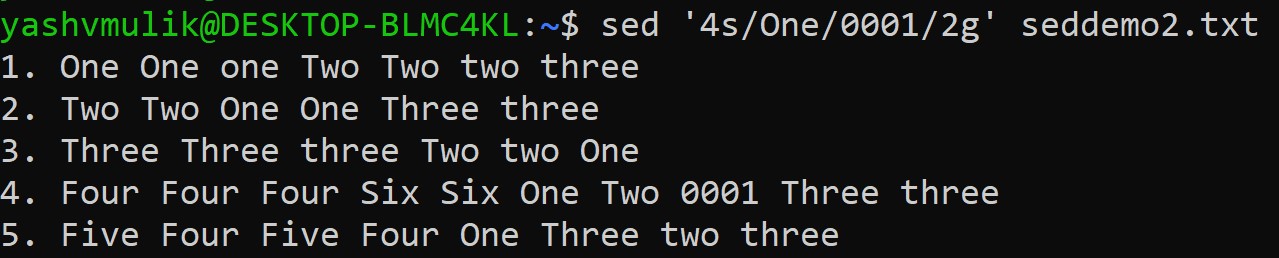 yashvmulik@DESKTOP-BLMC4KL:~$ sed '4s/One/0001/2g' seddemo2.txt
1. One One one Two Two two three
2. Two Two One One Three three
3. Three Three three Two two One
4. Four Four Four Six Six One Two 0001 Three three
5. Five Four Five Four One Three two three